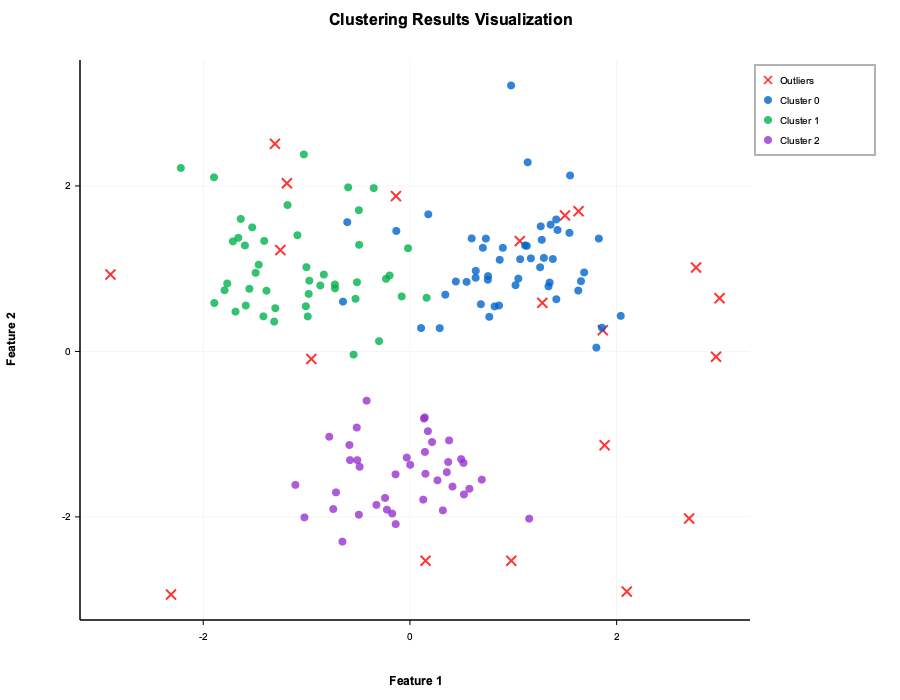 Clustering Results Visualization
Outliers
Cluster 0
Cluster 1
Cluster 2
Feature 2
2
0
-2
-2 0 2
Feature 1